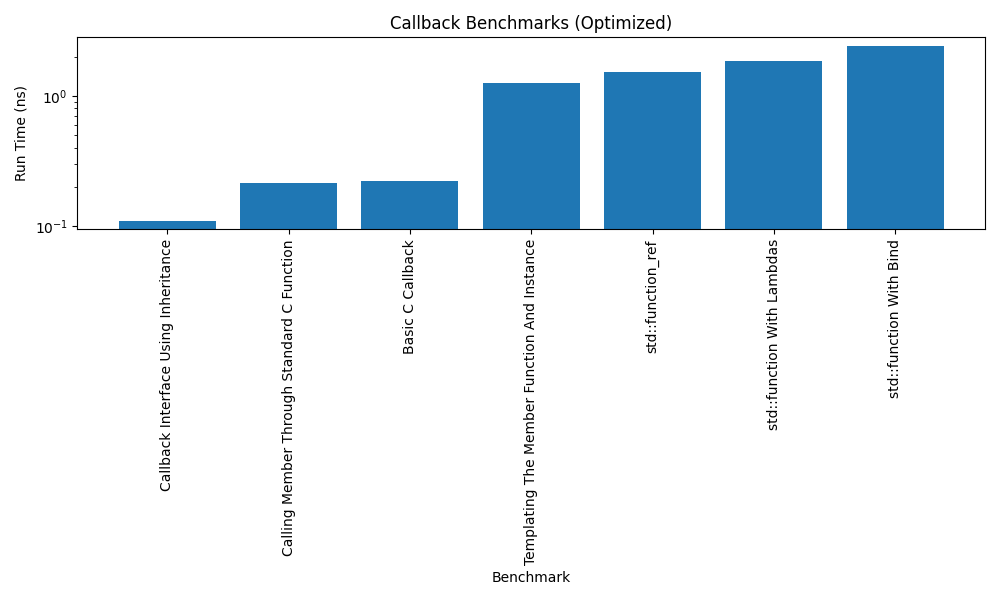 Callback Benchmarks (Optimized)
Run Time (ns)
10⁰
10⁻¹
Callback Interface Using Inheritance
Calling Member Through Standard C Function
Basic C Callback
Templating The Member Function And Instance
std::function_ref
std::function With Lambdas
std::function With Bind
Benchmark